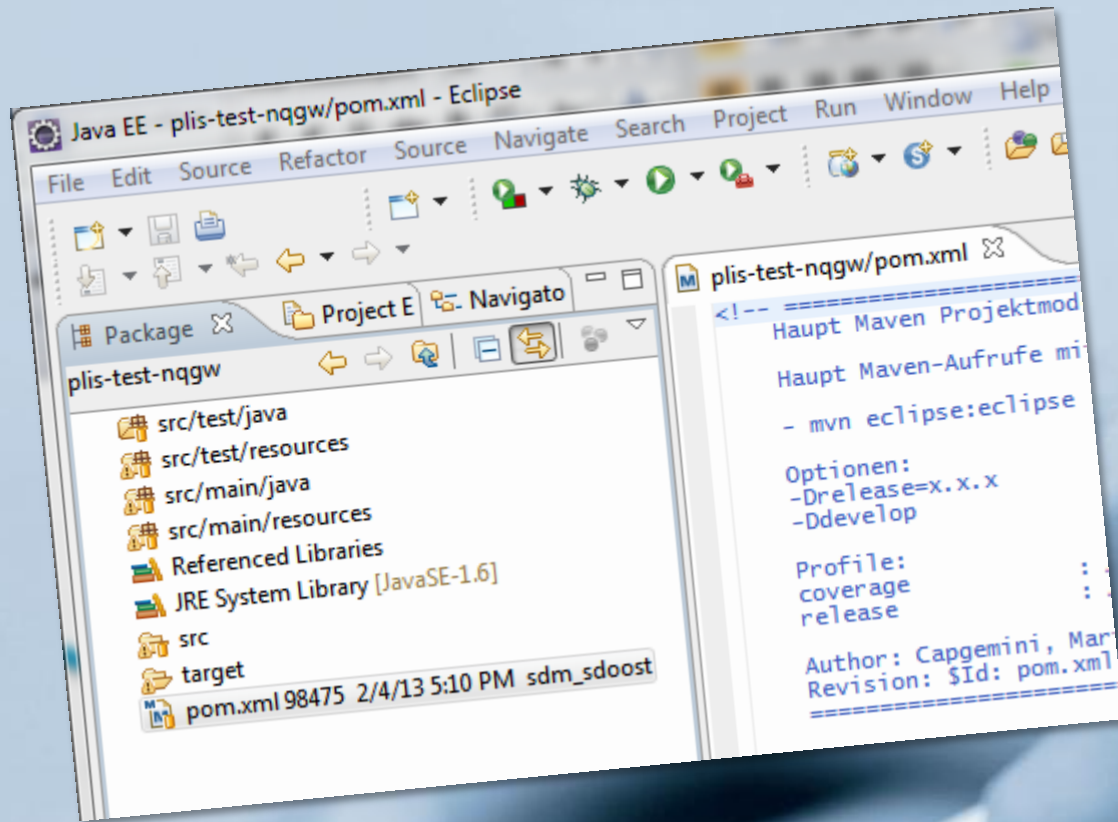 Java EE - plis-test-nqgw/pom.xml - Eclipse
File Edit Source Refactor Source Navigate Search Project Run Window Help
Package Project E Navigato
plis-test-nqgw
src/test/java
src/test/resources
src/main/java
src/main/resources
Referenced Libraries
JRE System Library [JavaSE-1.6]
src
target
pom.xml 98475 2/4/13 5:10 PM sdm_sdoost
plis-test-nqgw/pom.xml
<!-- ==========================
Haupt Maven Projektmod
Haupt Maven-Aufrufe mi
- mvn eclipse:eclipse
Optionen:
-Drelease=x.x.x
-Ddevelop
Profile:
coverage :
release :
Author: Capgemini, Mar
Revision: $Id: pom.xml
==========================